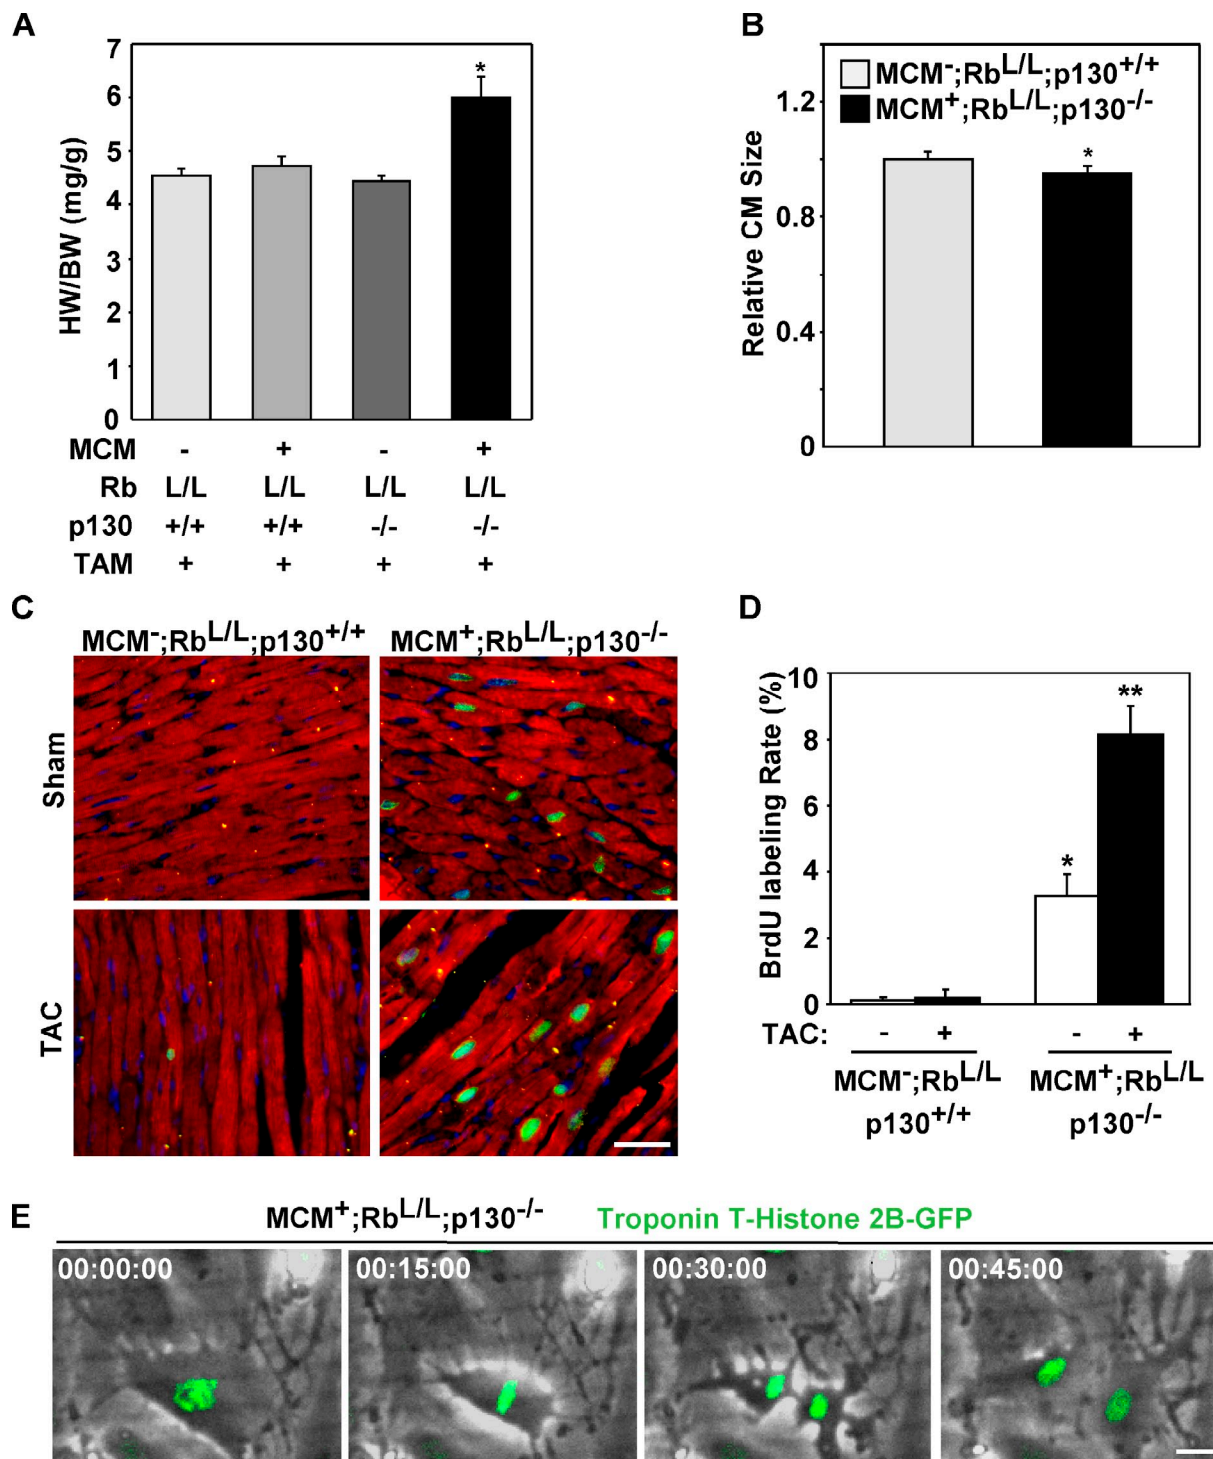 A
7
6
5
4
3
2
1
0
HW/BW (mg/g)
*
MCM - + - +
Rb L/L L/L L/L L/L
p130 +/+ +/+ -/- -/-
TAM + + + +
B
MCM⁻;Rb^L/L;p130^+/+
MCM⁺;Rb^L/L;p130^-/-
1.2
0.8
0.4
0
Relative CM Size
*
C
MCM⁻;Rb^L/L;p130^+/+ MCM⁺;Rb^L/L;p130^-/-
Sham
TAC
D
10
8
6
4
2
0
BrdU labeling Rate (%)
*
**
TAC: - + - +
MCM⁻;Rb^L/L MCM⁺;Rb^L/L
p130^+/+ p130^-/-
E
MCM⁺;Rb^L/L;p130^-/- Troponin T-Histone 2B-GFP
00:00:00 00:15:00 00:30:00 00:45:00